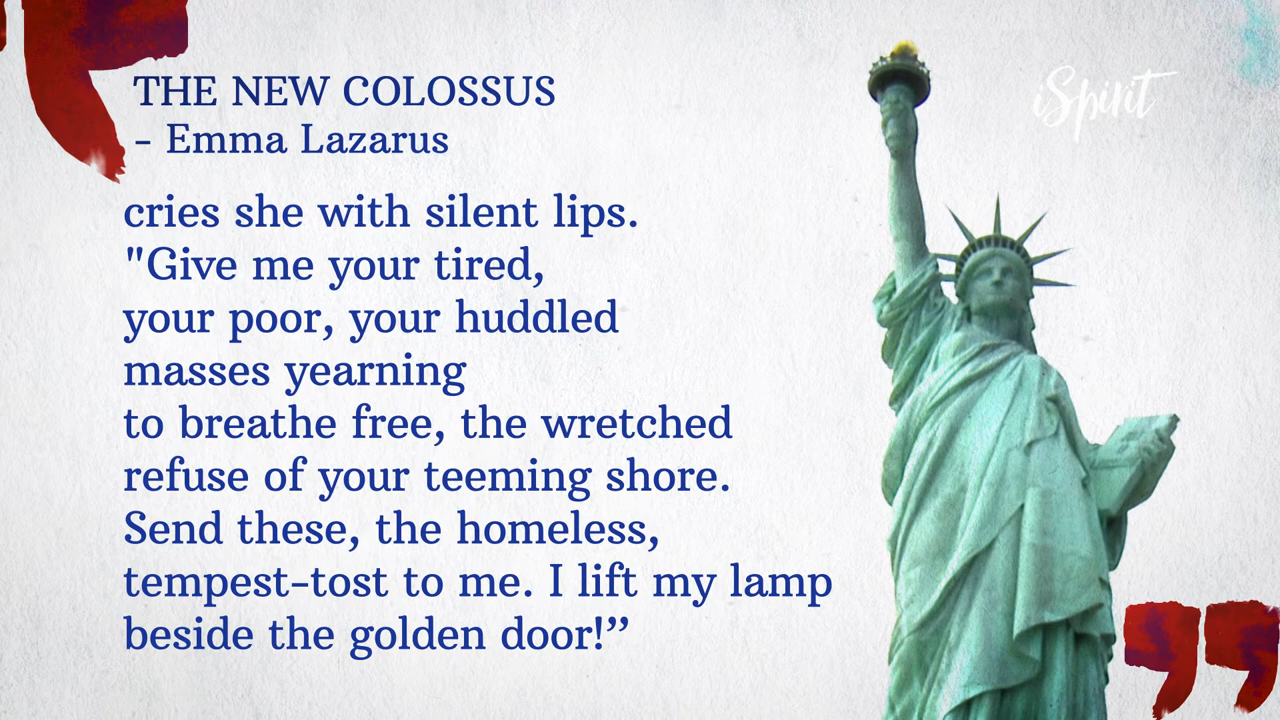 THE NEW COLOSSUS
- Emma Lazarus
iSpirit
cries she with silent lips.
"Give me your tired,
your poor, your huddled
masses yearning
to breathe free, the wretched
refuse of your teeming shore.
Send these, the homeless,
tempest-tost to me. I lift my lamp
beside the golden door!”